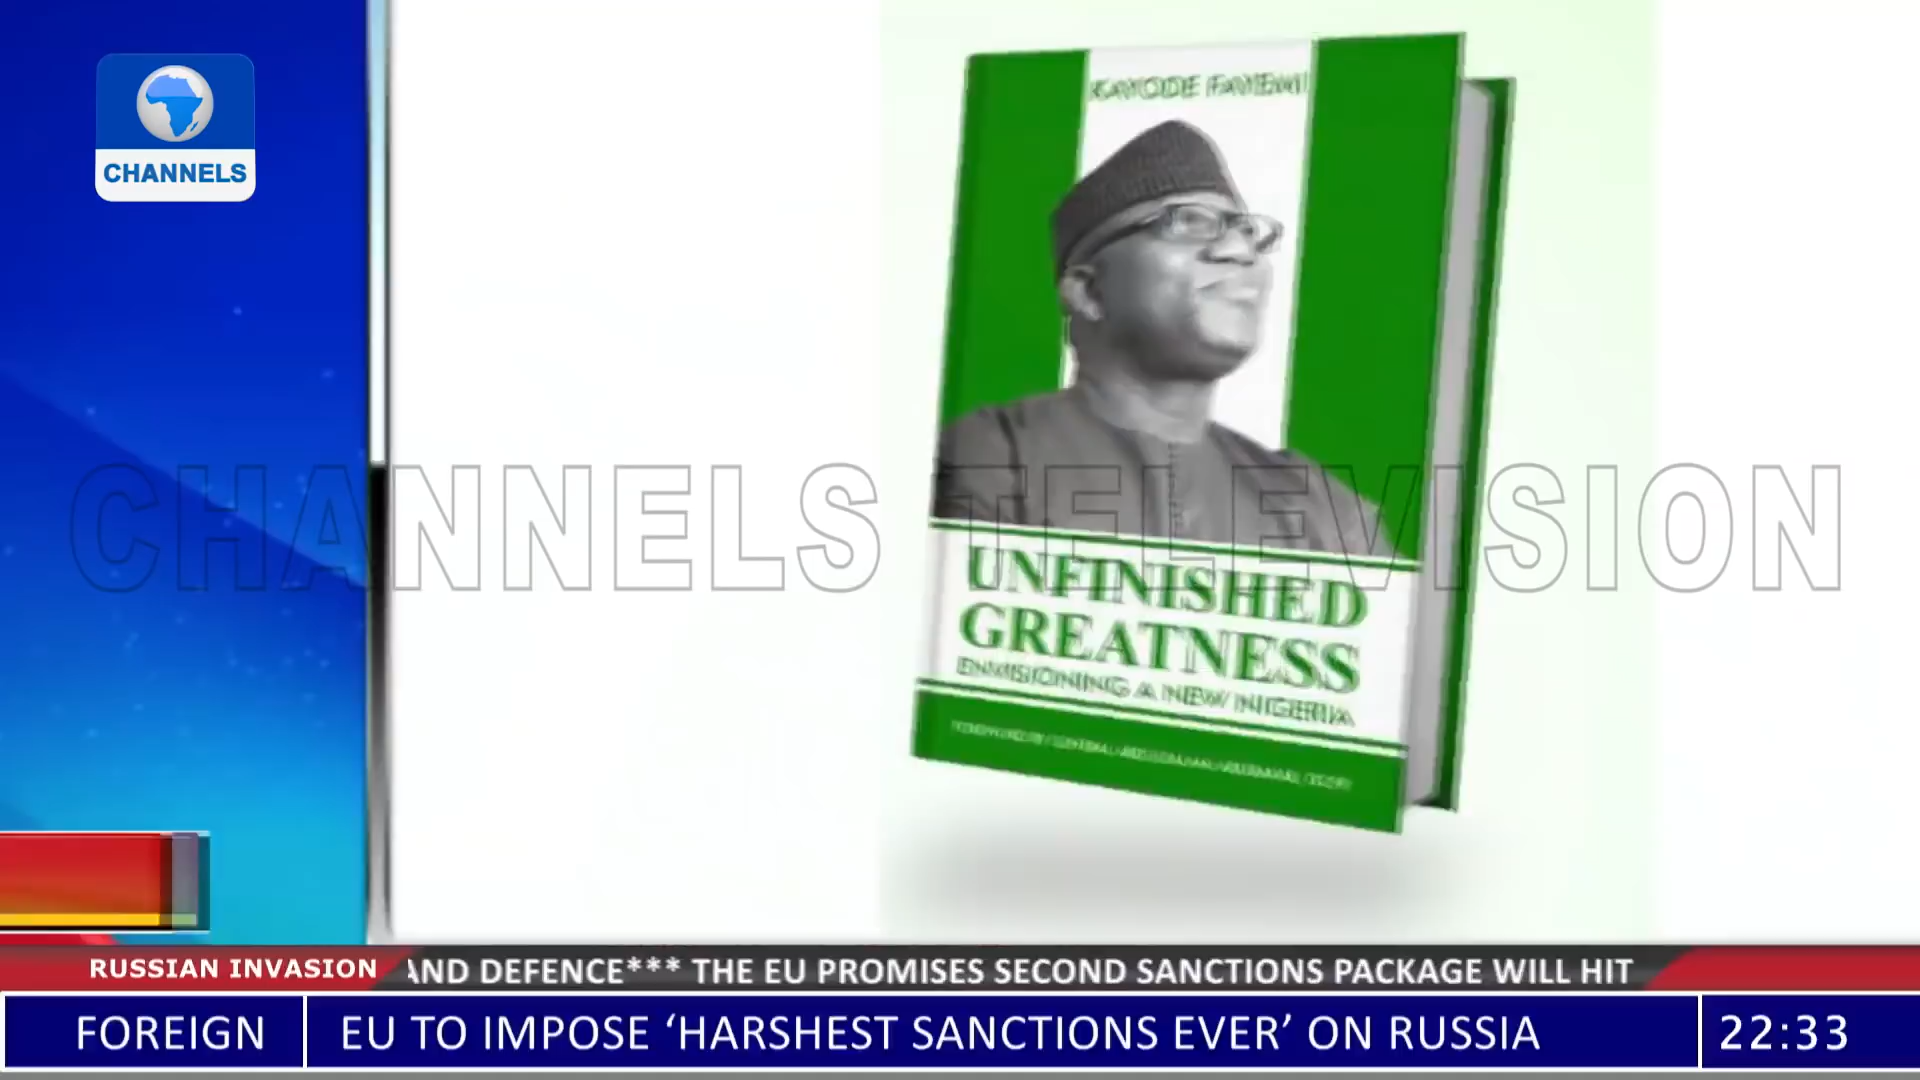 CHANNELS
KAYODE FAYEMI
CHANNELS TELEVISION
UNFINISHED
GREATNESS
ENVISIONING A NEW NIGERIA
RUSSIAN INVASION
AND DEFENCE*** THE EU PROMISES SECOND SANCTIONS PACKAGE WILL HIT
FOREIGN
EU TO IMPOSE ‘HARSHEST SANCTIONS EVER’ ON RUSSIA
22:33